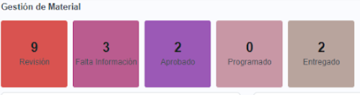 Gestión de Material
9
Revisión
3
Falta Información
2
Aprobado
0
Programado
2
Entregado